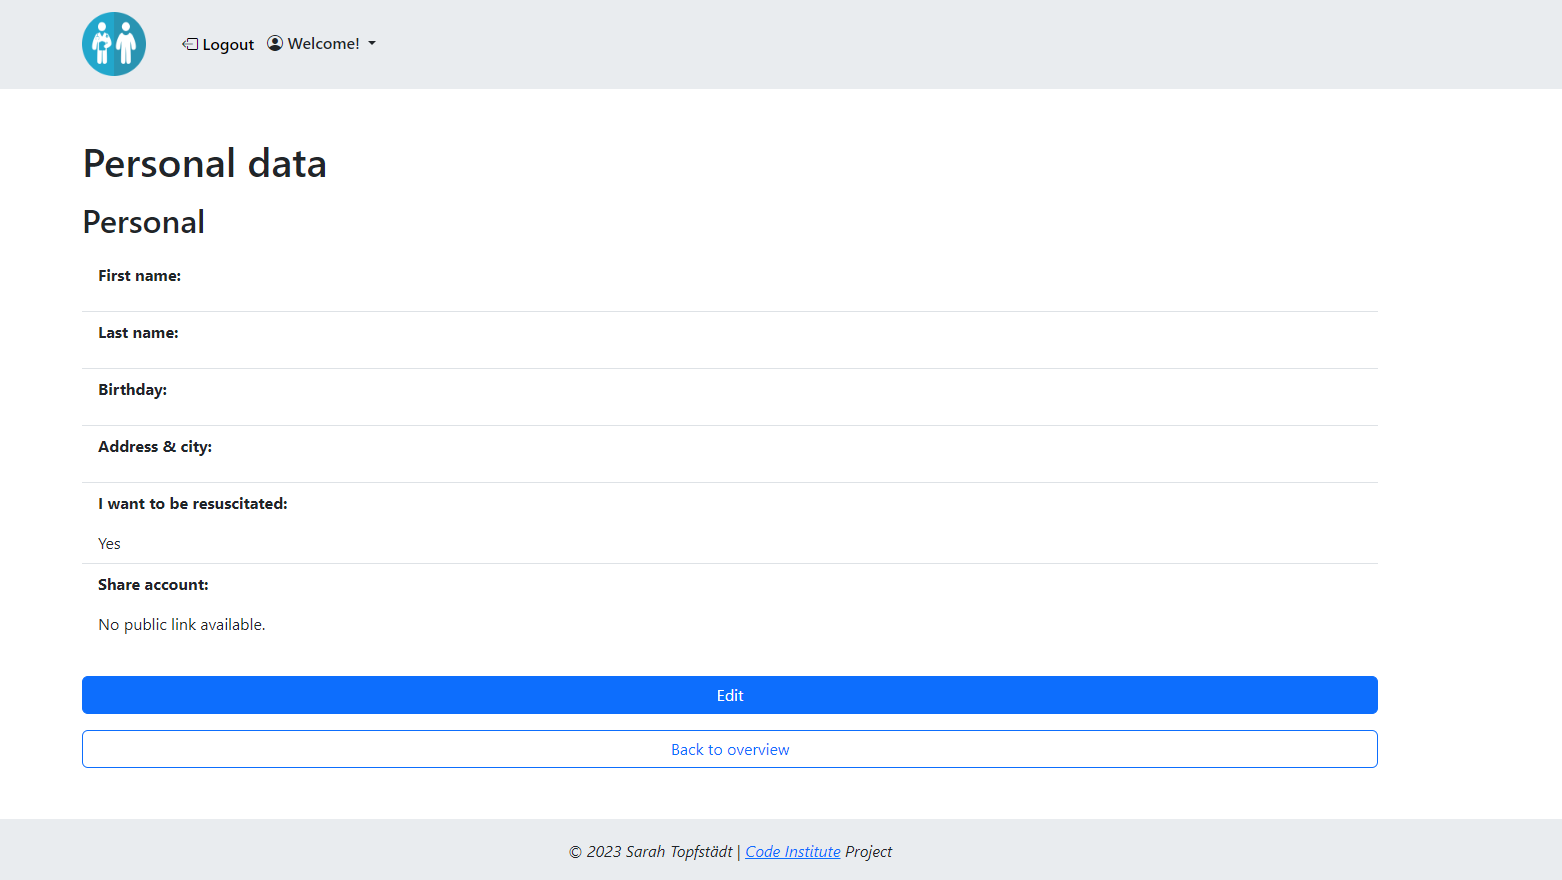 Logout Welcome!
Personal data
Personal
First name:
Last name:
Birthday:
Address & city:
I want to be resuscitated:
Yes
Share account:
No public link available.
Edit
Back to overview
© 2023 Sarah Topfstädt | Code Institute Project